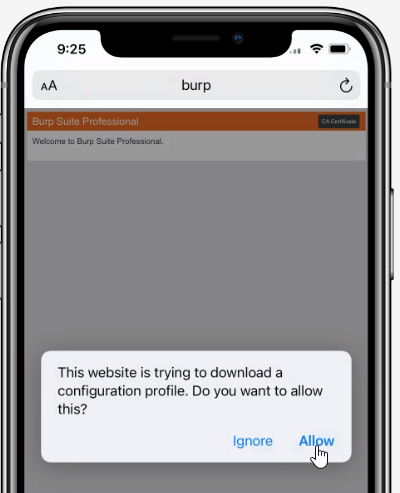 9:25
AA burp
Burp Suite Professional CA Certificate
Welcome to Burp Suite Professional.
This website is trying to download a
configuration profile. Do you want to allow
this?
Ignore Allow